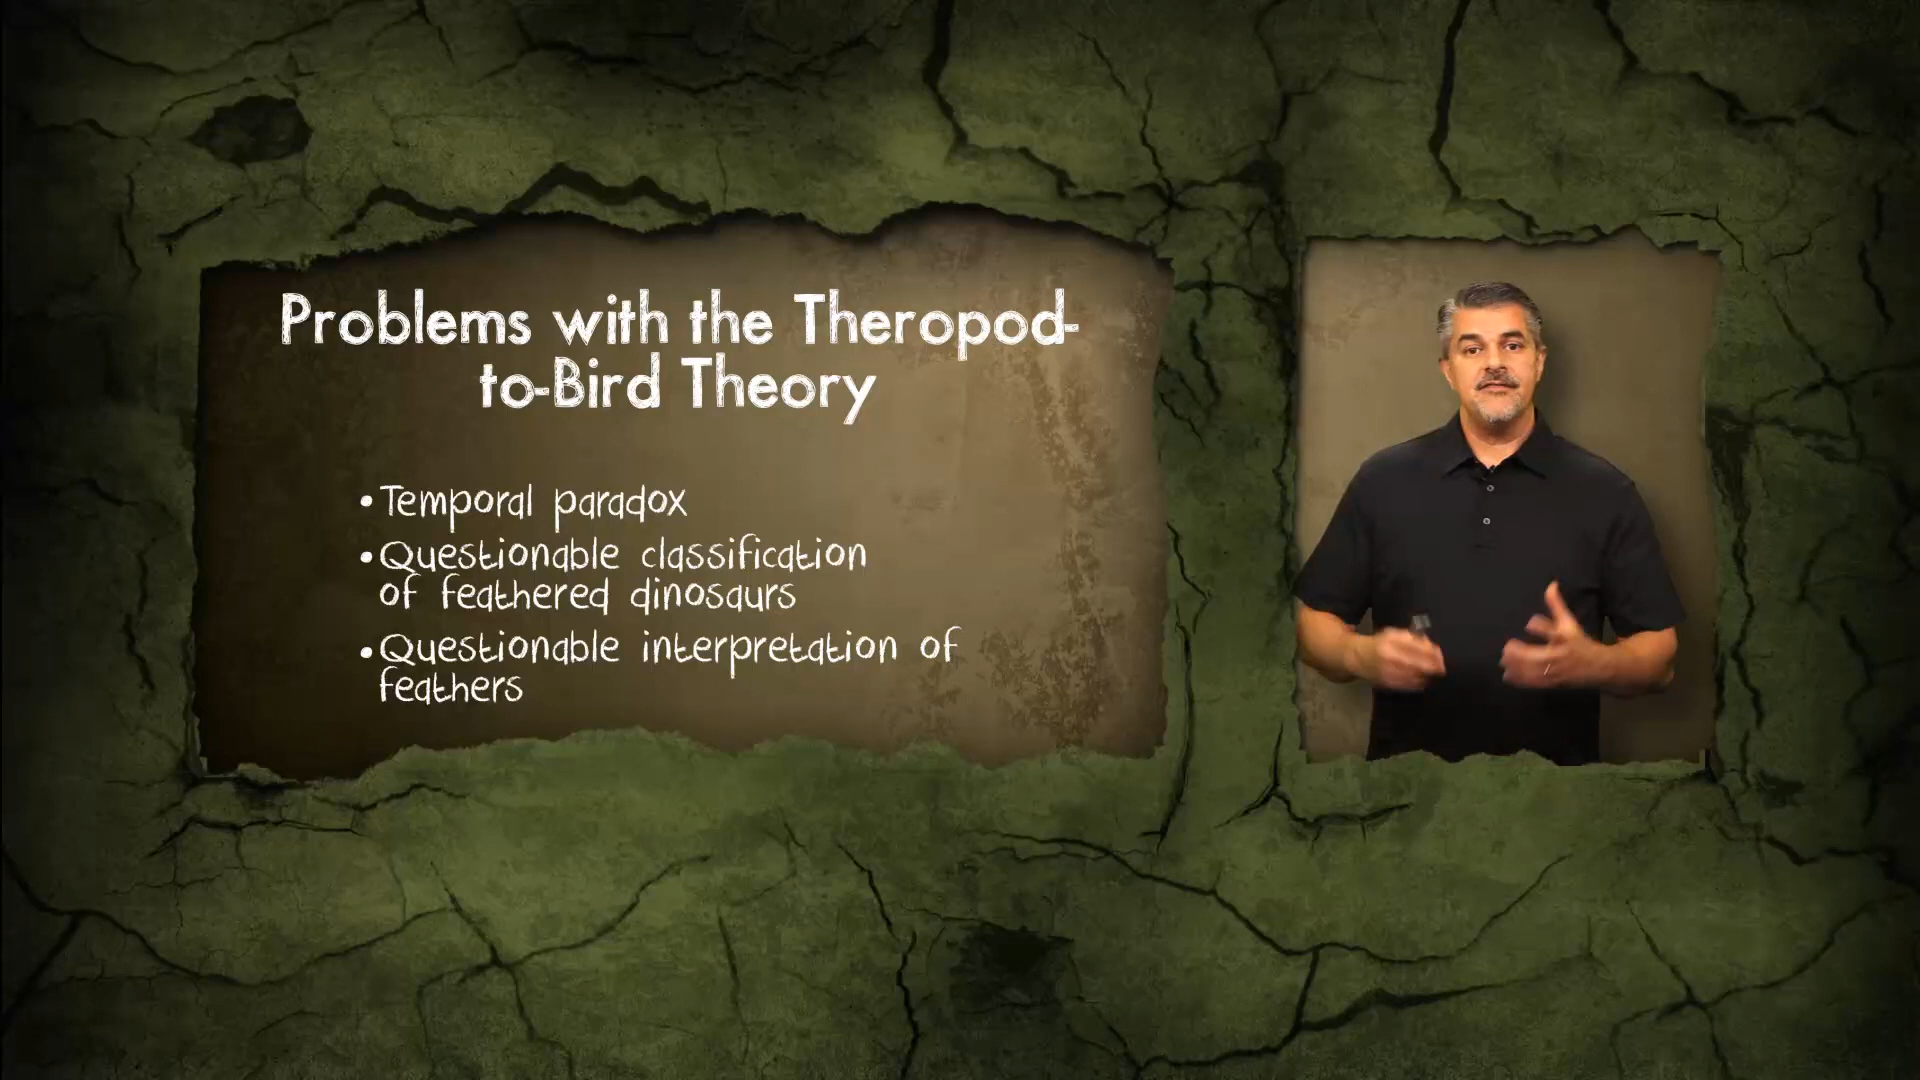 Problems with the Theropod-
to-Bird Theory
• Temporal paradox
• Questionable classification
of feathered dinosaurs
• Questionable interpretation of
feathers